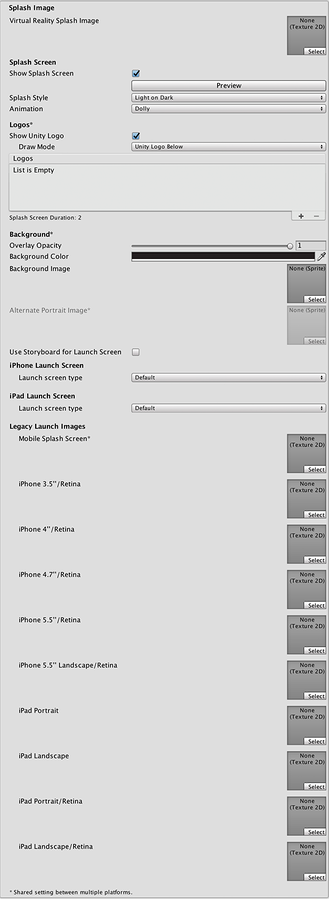 Splash Image
Virtual Reality Splash Image
None
(Texture 2D)
Select
Splash Screen
Show Splash Screen
Preview
Splash Style
Light on Dark
Animation
Dolly
Logos*
Show Unity Logo
Draw Mode
Unity Logo Below
Logos
List is Empty
Splash Screen Duration: 2
Background*
Overlay Opacity
1
Background Color
Background Image
None (Sprite)
Select
Alternate Portrait Image*
None (Sprite)
Select
Use Storyboard for Launch Screen
iPhone Launch Screen
Launch screen type
Default
iPad Launch Screen
Launch screen type
Default
Legacy Launch Images
Mobile Splash Screen*
None
(Texture 2D)
Select
iPhone 3.5"/Retina
None
(Texture 2D)
Select
iPhone 4"/Retina
None
(Texture 2D)
Select
iPhone 4.7"/Retina
None
(Texture 2D)
Select
iPhone 5.5"/Retina
None
(Texture 2D)
Select
iPhone 5.5" Landscape/Retina
None
(Texture 2D)
Select
iPad Portrait
None
(Texture 2D)
Select
iPad Landscape
None
(Texture 2D)
Select
iPad Portrait/Retina
None
(Texture 2D)
Select
iPad Landscape/Retina
None
(Texture 2D)
Select
* Shared setting between multiple platforms.